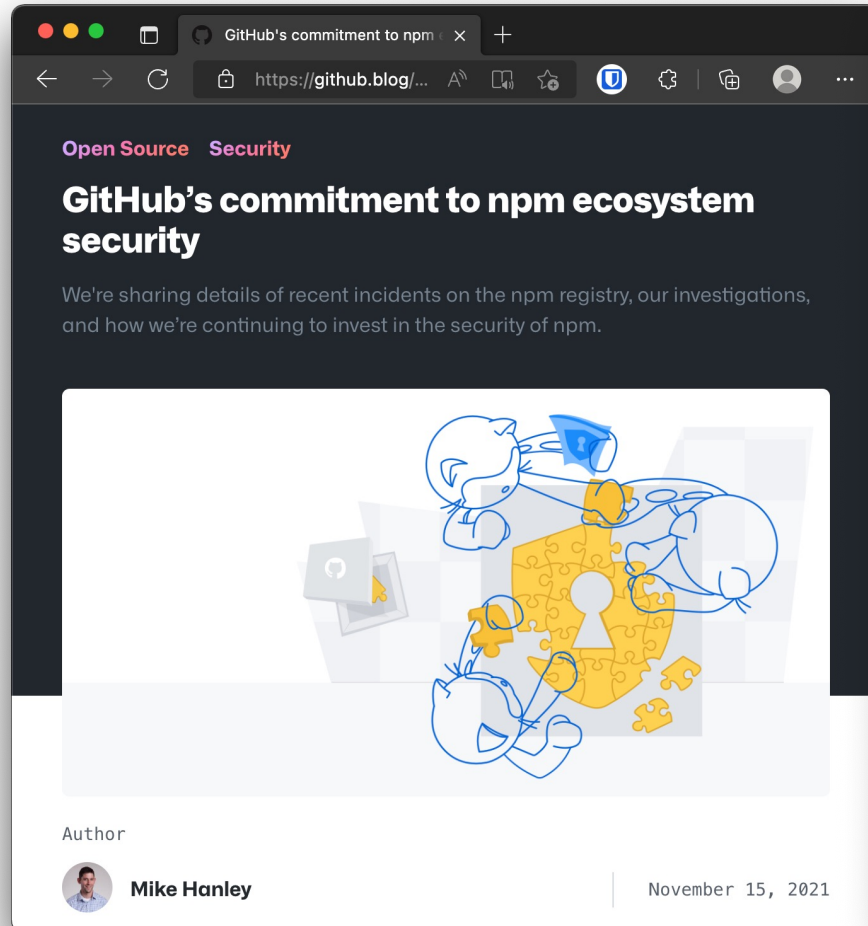 GitHub's commitment to npm
https://github.blog/...
Open Source Security
GitHub’s commitment to npm ecosystem
security
We're sharing details of recent incidents on the npm registry, our investigations,
and how we’re continuing to invest in the security of npm.
Author
Mike Hanley
November 15, 2021